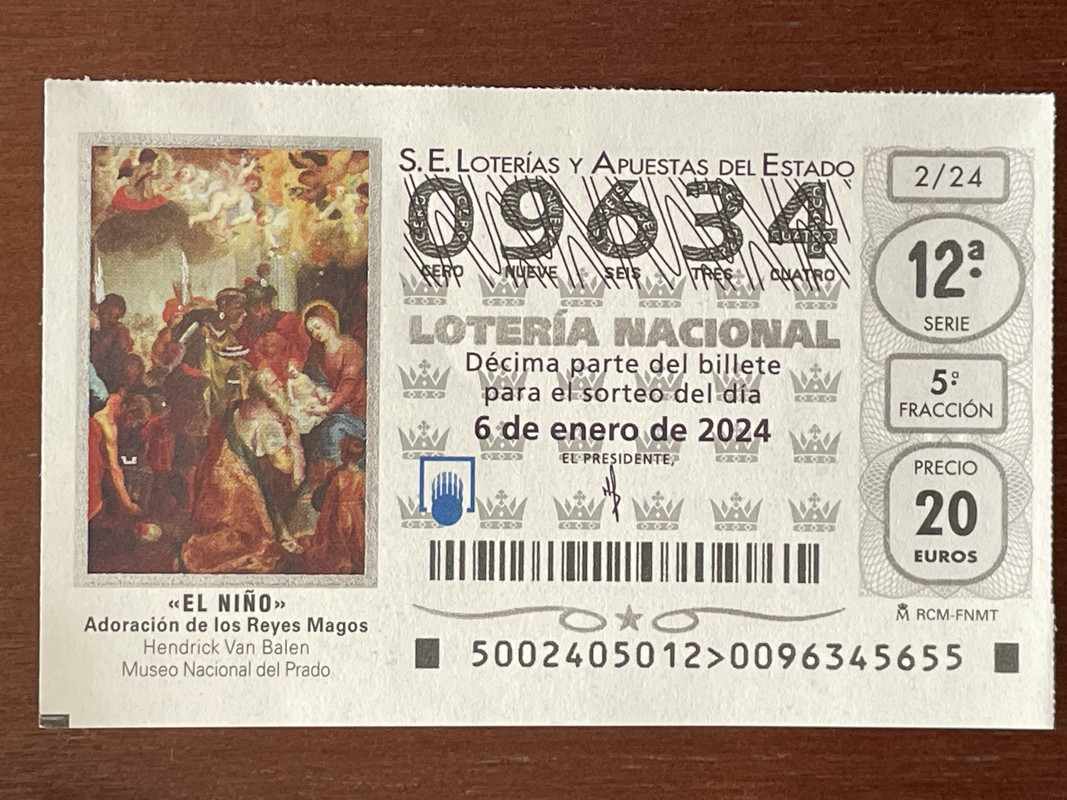 S.E. LOTERÍAS Y APUESTAS DEL ESTADO
09634
CERO NUEVE SEIS TRES CUATRO
LOTERÍA NACIONAL
Décima parte del billete
para el sorteo del día
6 de enero de 2024
EL PRESIDENTE,
2/24
12ª
SERIE
5ª
FRACCIÓN
PRECIO
20
EUROS
RCM-FNMT
«EL NIÑO»
Adoración de los Reyes Magos
Hendrick Van Balen
Museo Nacional del Prado
5002405012>0096345655